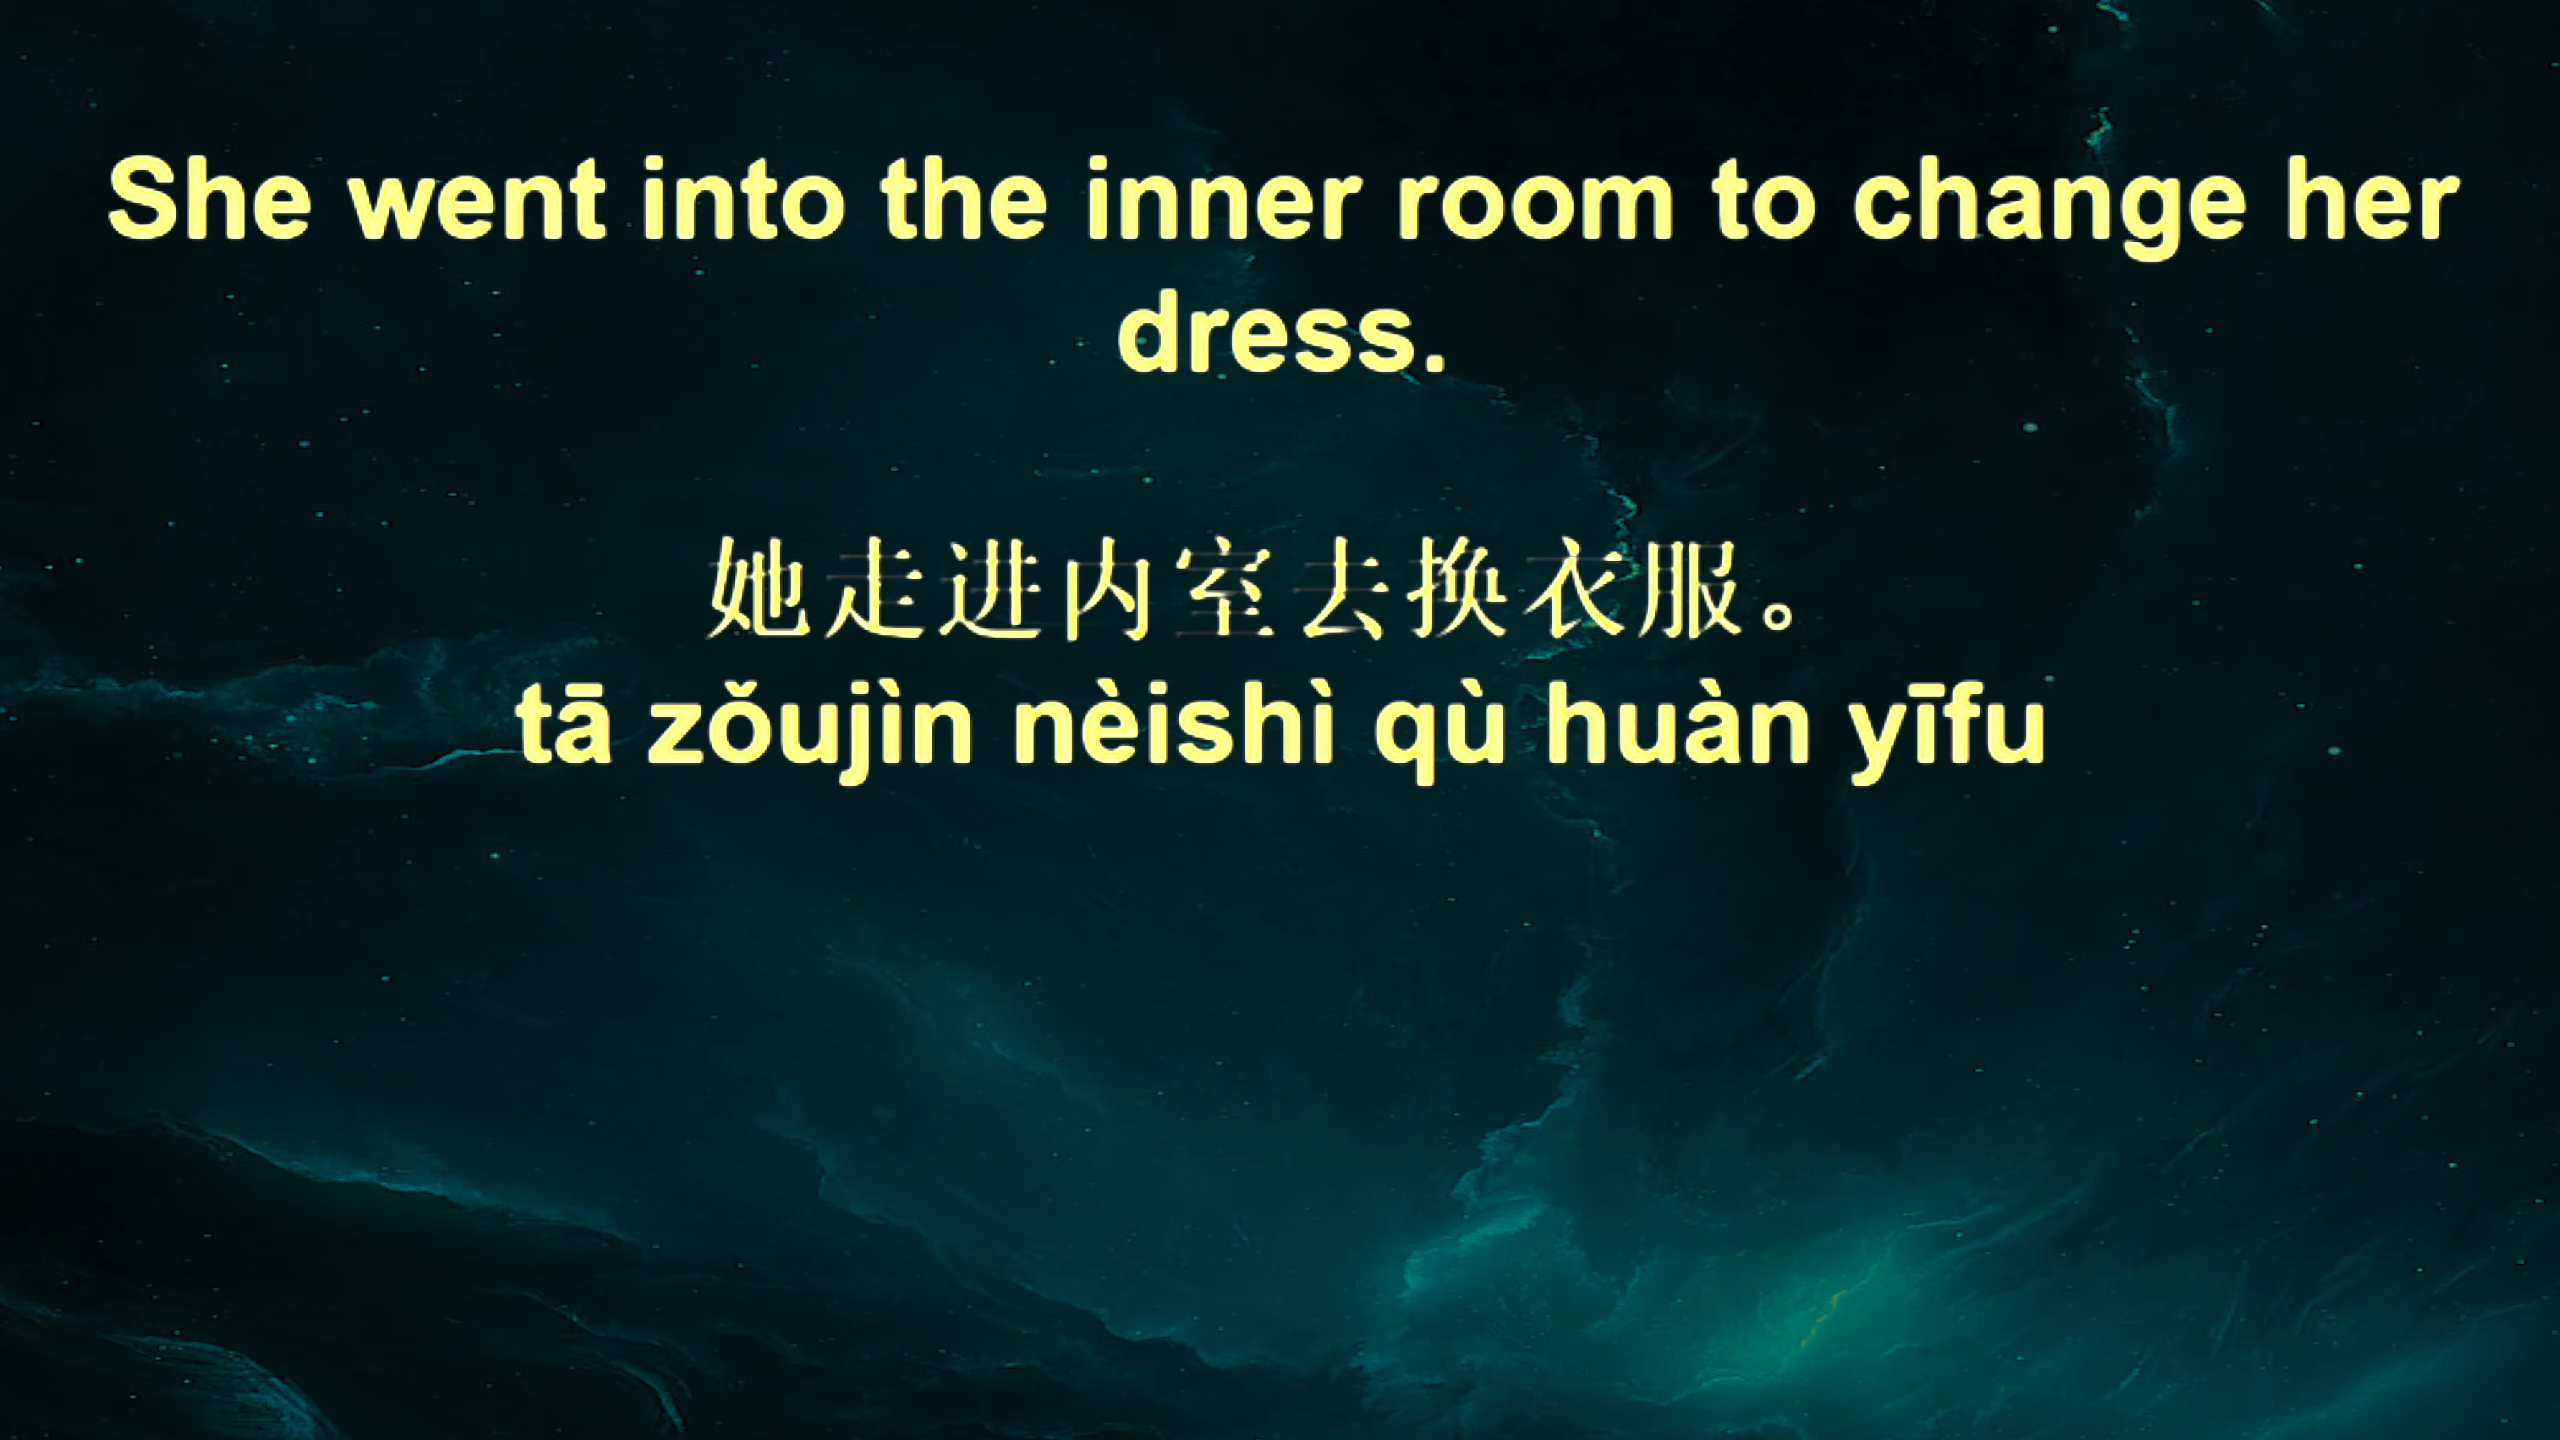 She went into the inner room to change her
dress.
她走进内室去换衣服。
tā zǒujìn nèishì qù huàn yīfu